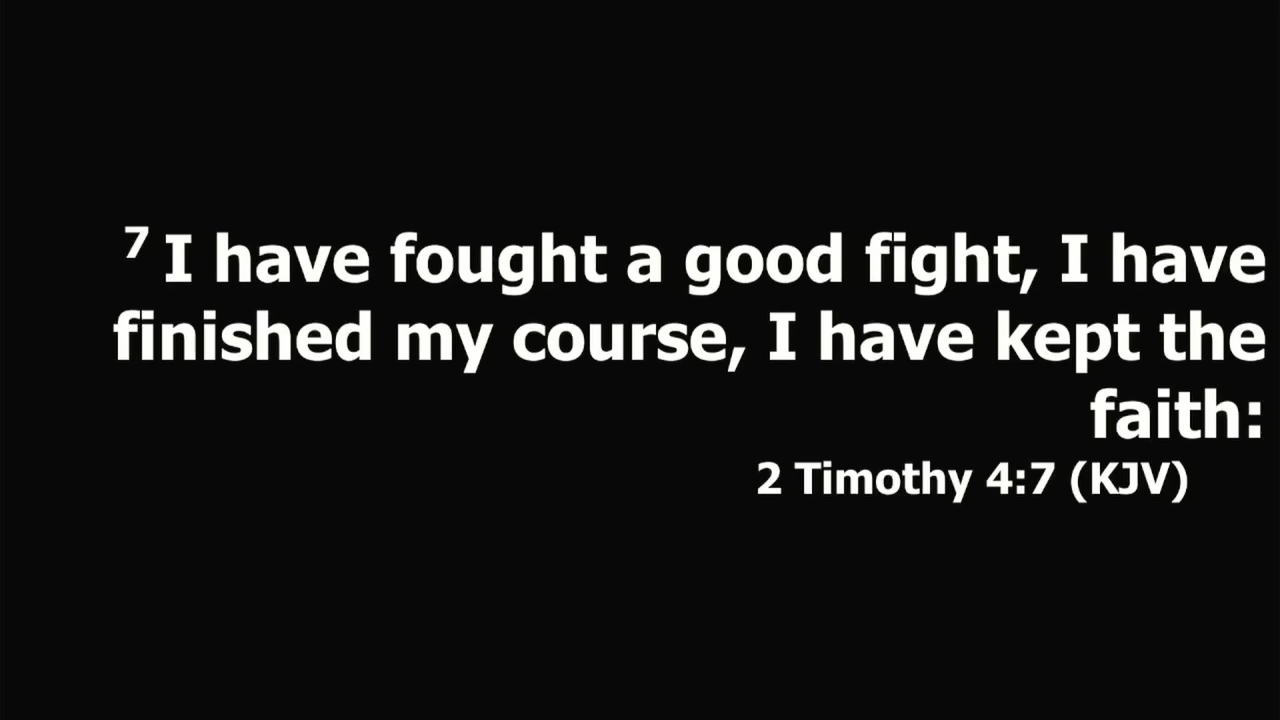 7 I have fought a good fight, I have
finished my course, I have kept the
faith:
2 Timothy 4:7 (KJV)